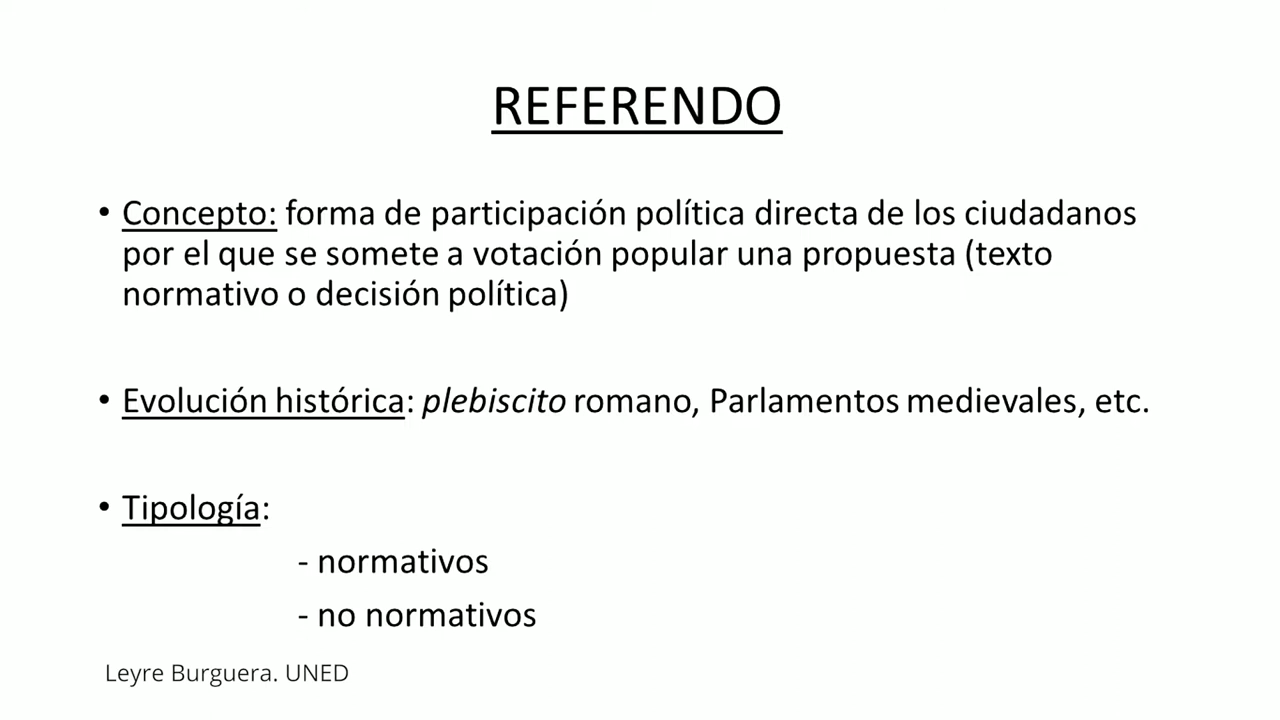 REFERENDO
• Concepto: forma de participación política directa de los ciudadanos
por el que se somete a votación popular una propuesta (texto
normativo o decisión política)
• Evolución histórica: plebiscito romano, Parlamentos medievales, etc.
• Tipología:
- normativos
- no normativos
Leyre Burguera. UNED